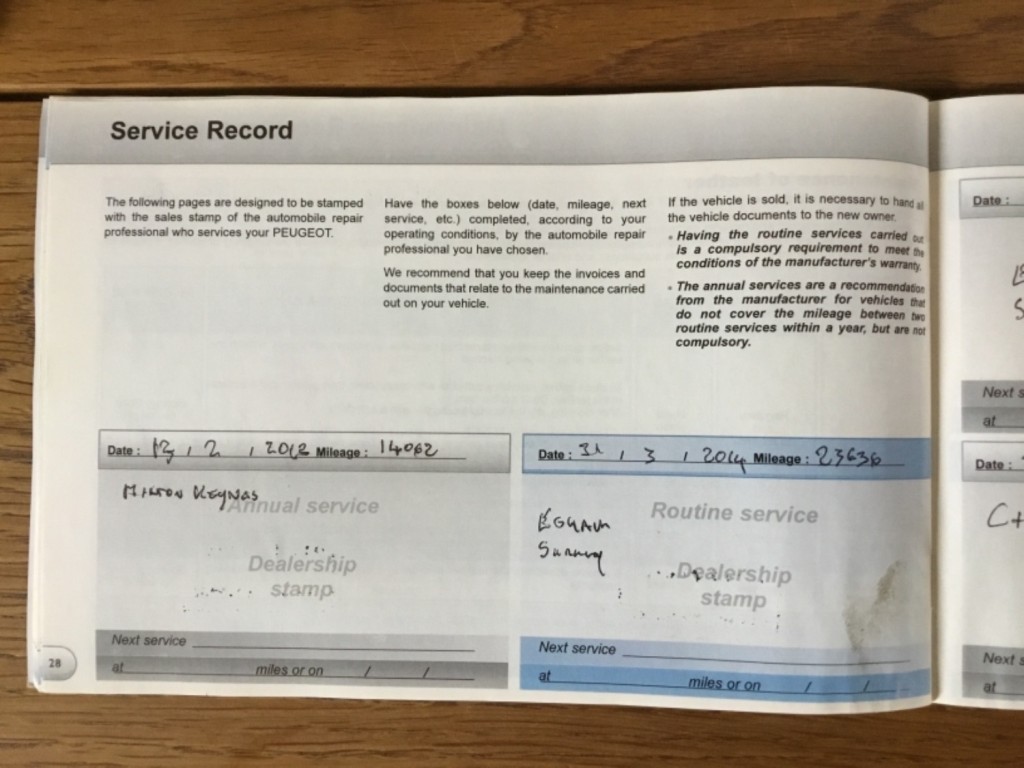 Service Record
The following pages are designed to be stamped
with the sales stamp of the automobile repair
professional who services your PEUGEOT.
Have the boxes below (date, mileage, next
service, etc.) completed, according to your
operating conditions, by the automobile repair
professional you have chosen.
We recommend that you keep the invoices and
documents that relate to the maintenance carried
out on your vehicle.
If the vehicle is sold, it is necessary to hand all
the vehicle documents to the new owner.
• Having the routine services carried out
is a compulsory requirement to meet the
conditions of the manufacturer's warranty.
• The annual services are a recommendation
from the manufacturer for vehicles that
do not cover the mileage between two
routine services within a year, but are not
compulsory.
Date : / 2 / Mileage : 14062
Milton Keynes
Annual service
Dealership
stamp
Next service
at miles or on / /
Date : 31 / 3 / 2014 Mileage : 23636
Egham
Surrey
Routine service
Dealership
stamp
Next service
at miles or on / /
28
Date :
Next s
at
Date :
C+
Next s
at